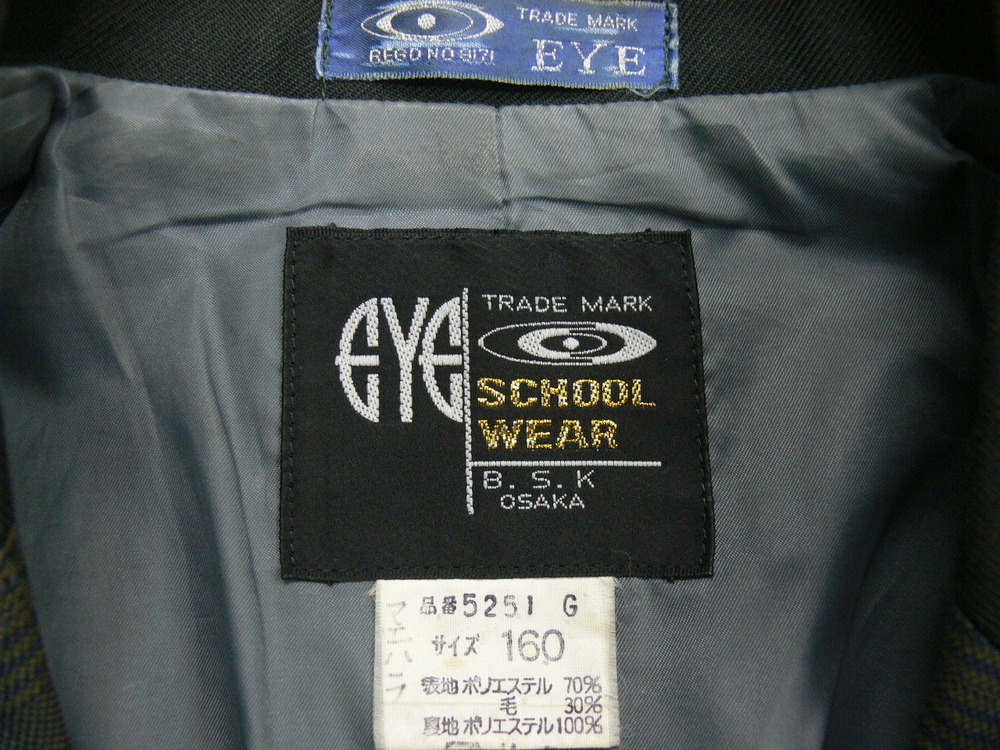 TRADE MARK
REGD NO 8171 EYE
EYE
TRADE MARK
SCHOOL
WEAR
B. S. K
OSAKA
品番5251 G
サイズ 160
表地 ポリエステル 70%
毛 30%
裏地 ポリエステル100%